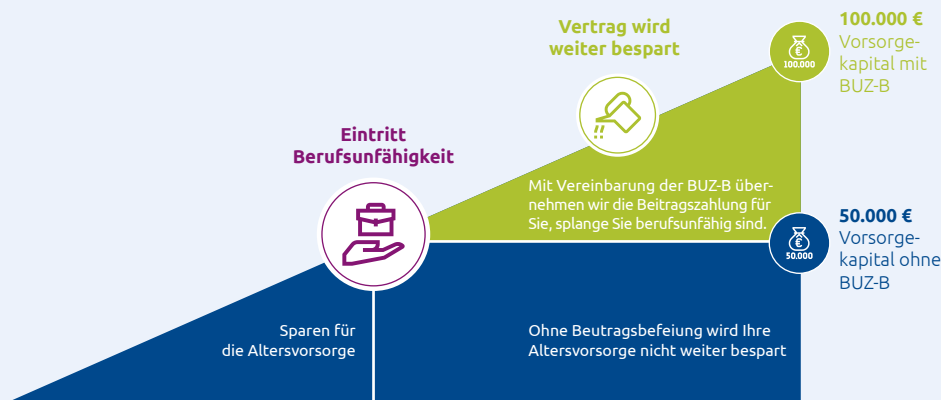 Vertrag wird
weiter bespart
100.000
100.000 €
Vorsorge-
kapital mit
BUZ-B
Eintritt
Berufsunfähigkeit
Mit Vereinbarung der BUZ-B über-
nehmen wir die Beitragszahlung für
Sie, splange Sie berufsunfähig sind.
50.000
50.000 €
Vorsorge-
kapital ohne
BUZ-B
Sparen für
die Altersvorsorge
Ohne Beutragsbefeiung wird Ihre
Altersvorsorge nicht weiter bespart